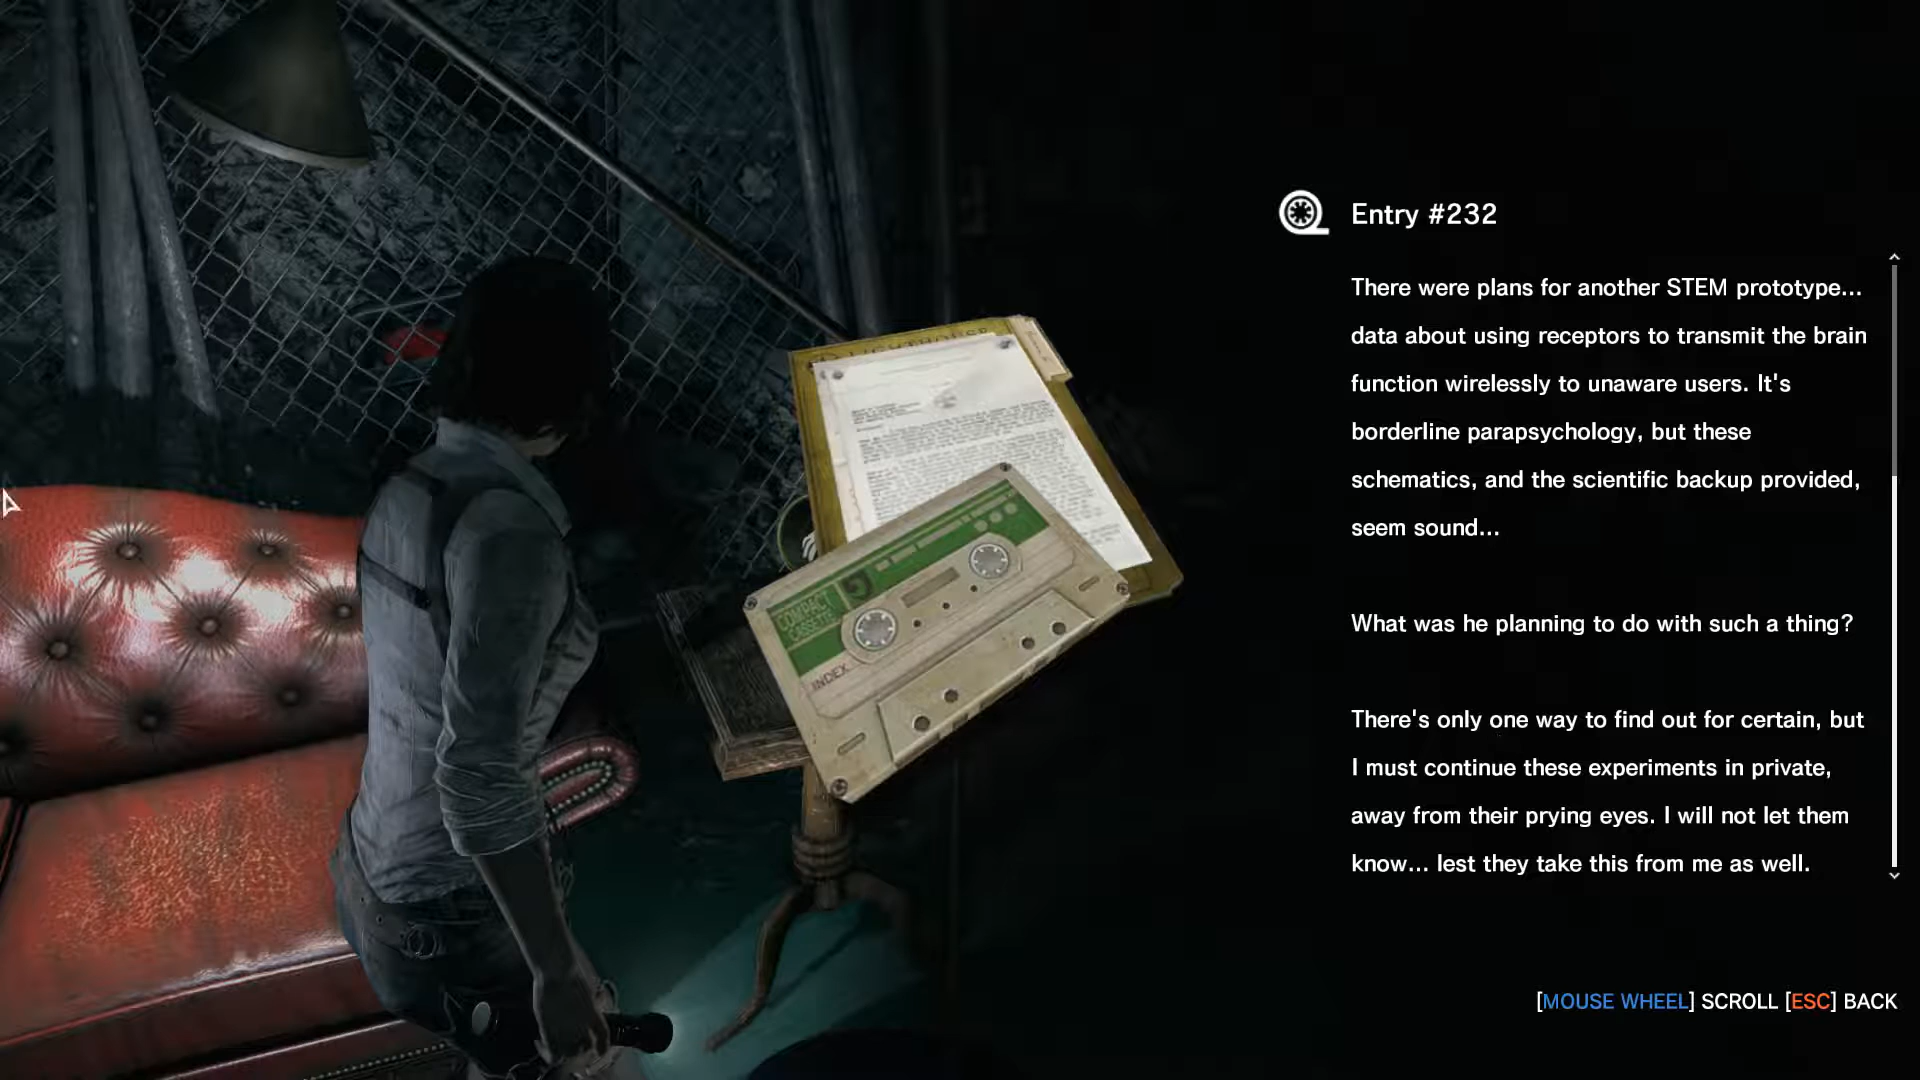 LIGHTHOUSE
COMPACT
CASSETTE
INDEX
Entry #232
There were plans for another STEM prototype...
data about using receptors to transmit the brain
function wirelessly to unaware users. It's
borderline parapsychology, but these
schematics, and the scientific backup provided,
seem sound...
What was he planning to do with such a thing?
There's only one way to find out for certain, but
I must continue these experiments in private,
away from their prying eyes. I will not let them
know... lest they take this from me as well.
[MOUSE WHEEL] SCROLL [ESC] BACK